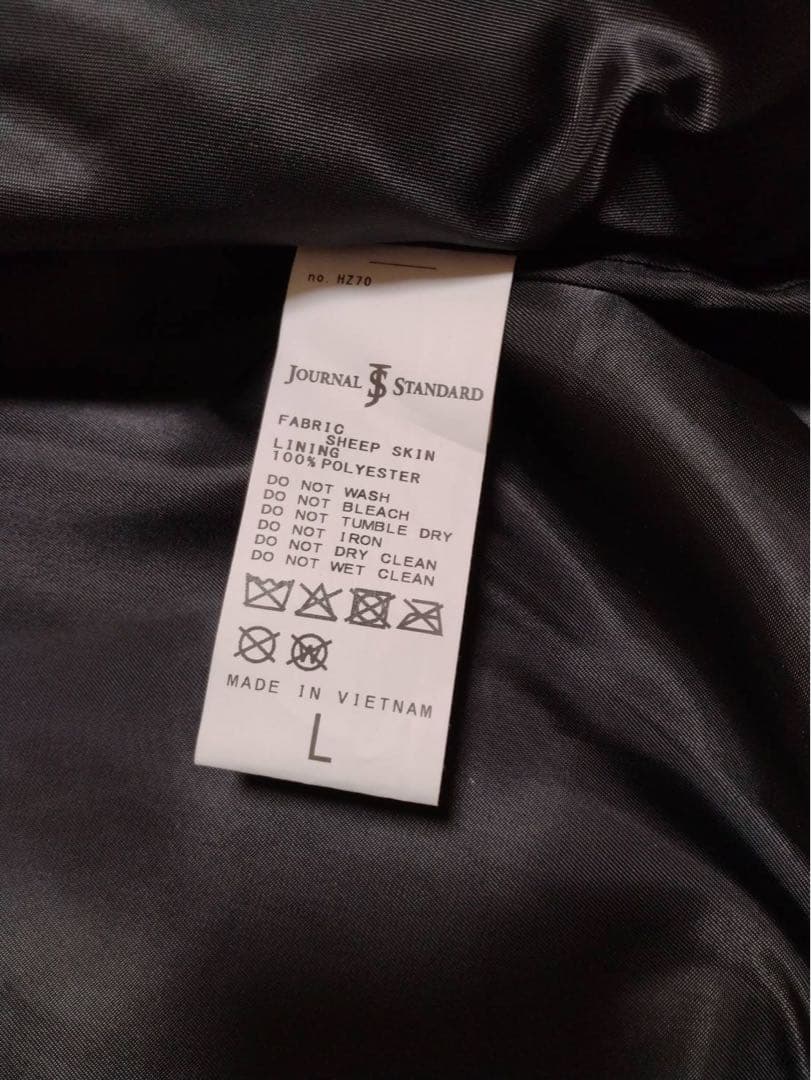 no. HZ70
JOURNAL JS STANDARD
FABRIC
SHEEP SKIN
LINING
100% POLYESTER
DO NOT WASH
DO NOT BLEACH
DO NOT TUMBLE DRY
DO NOT IRON
DO NOT DRY CLEAN
DO NOT WET CLEAN
W
MADE IN VIETNAM
L